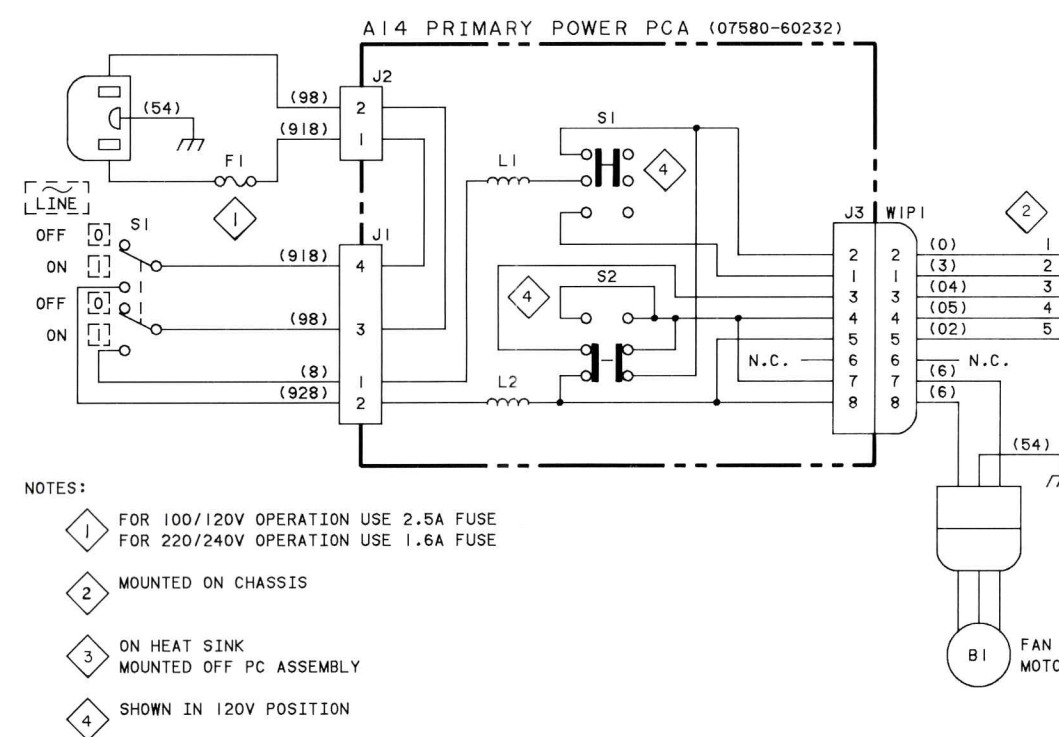 A14 PRIMARY POWER PCA (07580-60232)
J2
(98)
2
(54)
(918)
1
F1
1
LINE
S1
OFF
0
ON
1
OFF
0
ON
1
J1
(918)
4
(98)
3
(8)
1
(928)
2
L1
S1
4
S2
4
L2
N.C.
J3
W1P1
2
2
(0)
1
1
1
(3)
2
3
3
(04)
3
4
4
(05)
4
5
5
(02)
5
6
6
N.C.
7
7
(6)
8
8
(6)
2
(54)
B1
FAN
MOTO
NOTES:
1
FOR 100/120V OPERATION USE 2.5A FUSE
FOR 220/240V OPERATION USE 1.6A FUSE
2
MOUNTED ON CHASSIS
3
ON HEAT SINK
MOUNTED OFF PC ASSEMBLY
4
SHOWN IN 120V POSITION